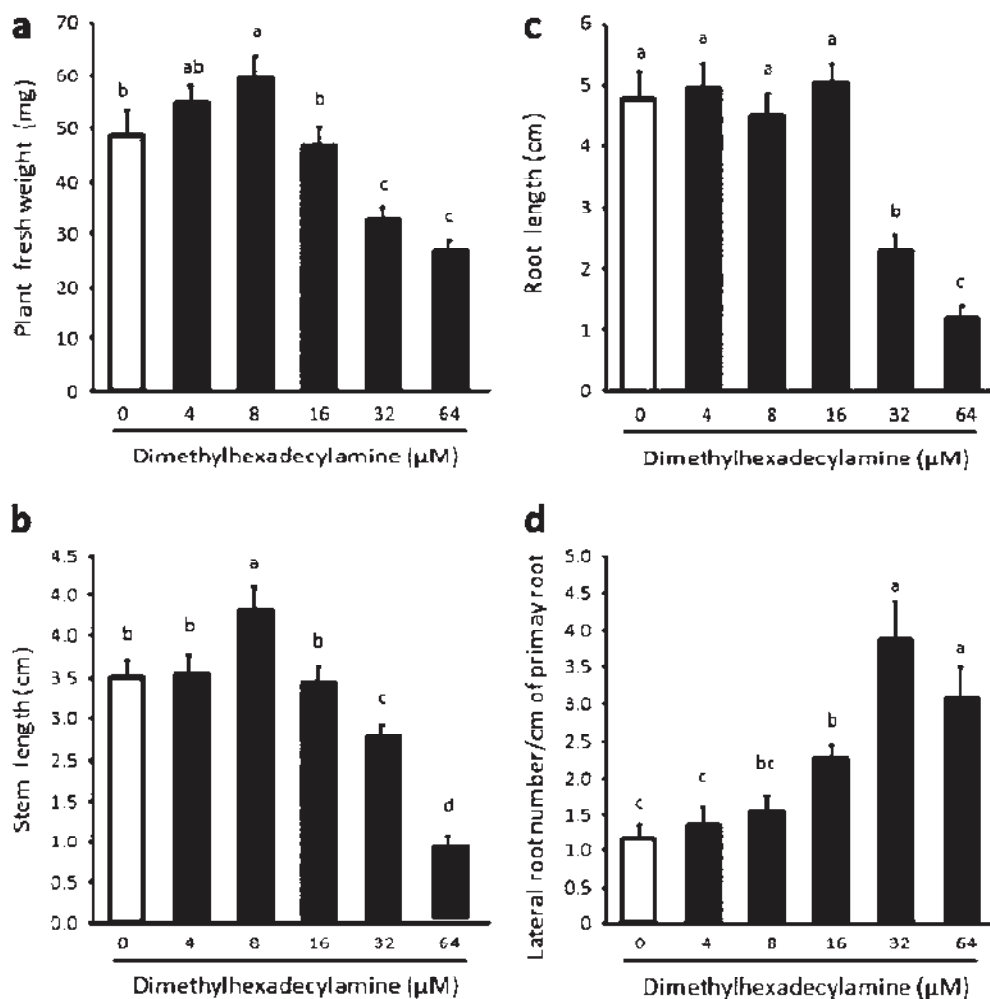 a
Plant fresh weight (mg)
70
60
50
40
30
20
10
0
b
ab
a
b
c
c
0 4 8 16 32 64
Dimethylhexadecylamine (µM)
c
Root length (cm)
6
5
4
3
2
1
0
a
a
a
a
b
c
0 4 8 16 32 64
Dimethylhexadecylamine (µM)
b
Stem length (cm)
4.5
4.0
4.0
3.5
3.0
2.5
1.5
1.0
0.5
0.0
b
b
a
b
c
d
0 4 8 16 32 64
Dimethylhexadecylamine (µM)
d
Lateral root number/cm of primay root
5.0
4.5
4.0
3.5
3.0
2.5
2.0
1.5
1.0
0.5
0
c
c
bc
b
a
a
0 4 8 16 32 64
Dimethylhexadecylamine (µM)